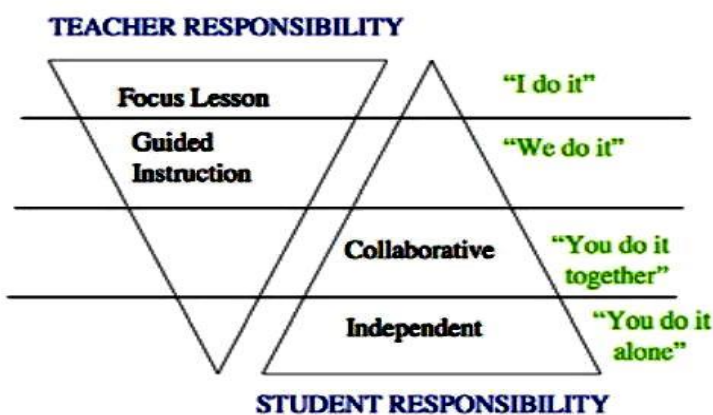 TEACHER RESPONSIBILITY
Focus Lesson
“I do it”
Guided
Instruction
“We do it”
Collaborative
“You do it
together”
Independent
“You do it
alone”
STUDENT RESPONSIBILITY